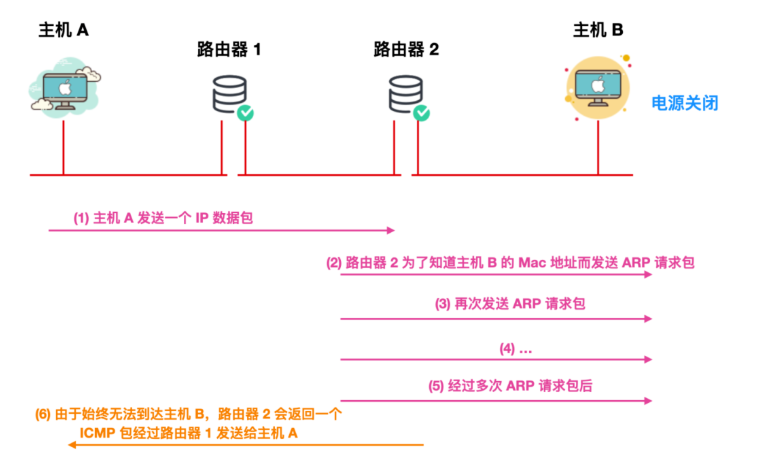 主机 A
路由器 1
路由器 2
主机 B
电源关闭
(1) 主机 A 发送一个 IP 数据包
(2) 路由器 2 为了知道主机 B 的 Mac 地址而发送 ARP 请求包
(3) 再次发送 ARP 请求包
(4) ...
(5) 经过多次 ARP 请求包后
(6) 由于始终无法到达主机 B，路由器 2 会返回一个
ICMP 包经过路由器 1 发送给主机 A